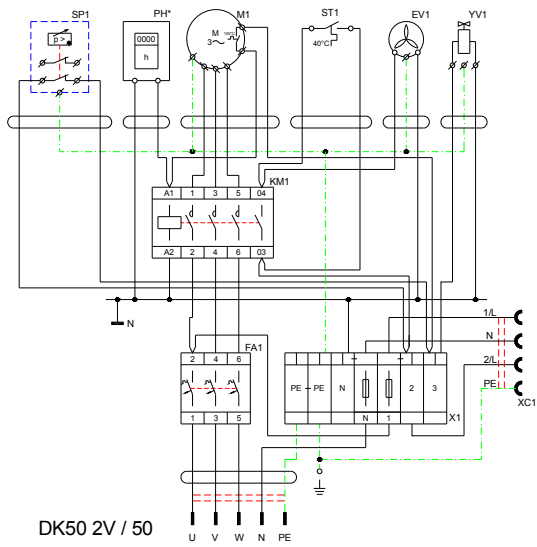 SP1 PH* M1 ST1 EV1 YV1
p >
0000
h
M
3~
150°C
40°C
A1 1 3 5 04
KM1
A2 2 4 6 03
N
1/L
N
2/L
PE
XC1
FA1
2 4 6
PE PE N 2 3
N 1
X1
1 3 5
U V W N PE
DK50 2V / 50